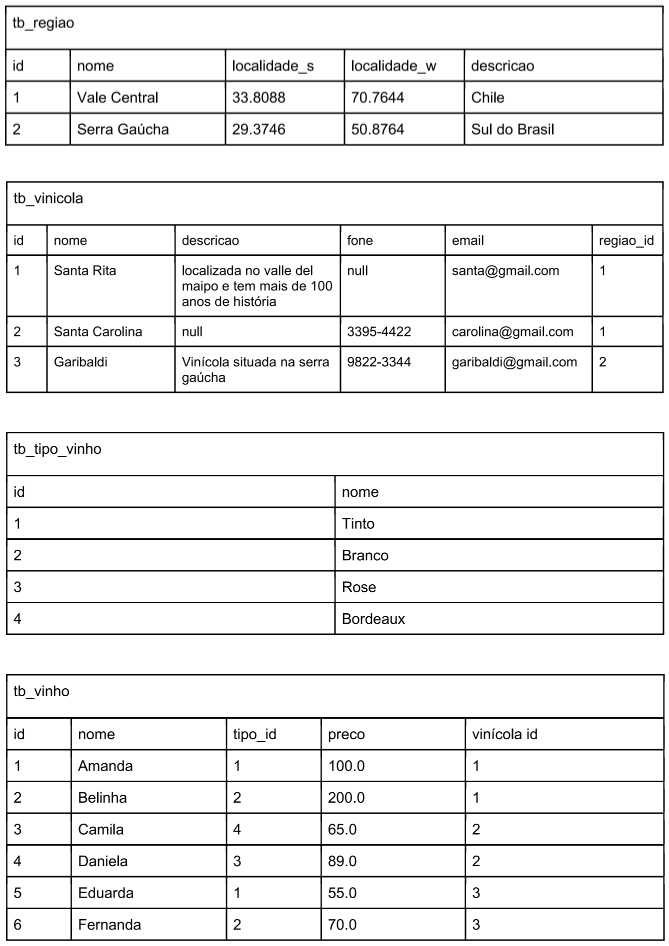 tb_regiao
id nome localidade_s localidade_w descricao
1 Vale Central 33.8088 70.7644 Chile
2 Serra Gaúcha 29.3746 50.8764 Sul do Brasil
tb_vinicola
id nome descricao fone email regiao_id
1 Santa Rita localizada no valle del null santa@gmail.com 1
maipo e tem mais de 100
anos de história
2 Santa Carolina null 3395-4422 carolina@gmail.com 1
3 Garibaldi Vinícola situada na serra 9822-3344 garibaldi@gmail.com 2
gaúcha
tb_tipo_vinho
id nome
1 Tinto
2 Branco
3 Rose
4 Bordeaux
tb_vinho
id nome tipo_id preco vinícola id
1 Amanda 1 100.0 1
2 Belinha 2 200.0 1
3 Camila 4 65.0 2
4 Daniela 3 89.0 2
5 Eduarda 1 55.0 3
6 Fernanda 2 70.0 3